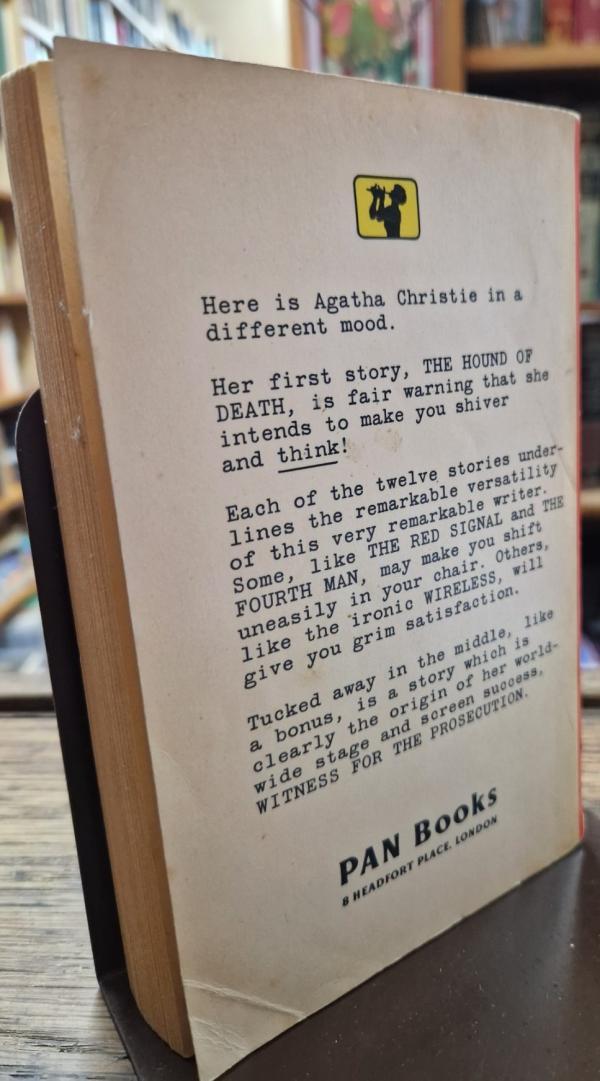 Here is Agatha Christie in a
different mood.
Her first story, THE HOUND OF
DEATH, is fair warning that she
intends to make you shiver
and think!
Each of the twelve stories under-
lines the remarkable versatility
of this very remarkable writer.
Some, like THE RED SIGNAL and THE
FOURTH MAN, may make you shift
uneasily in your chair. Others,
like the ironic WIRELESS, will
give you grim satisfaction.
Tucked away in the middle, like
a bonus, is a story which is
clearly the origin of her world-
wide stage and screen success,
WITNESS FOR THE PROSECUTION.
PAN Books
8 HEADFORT PLACE, LONDON